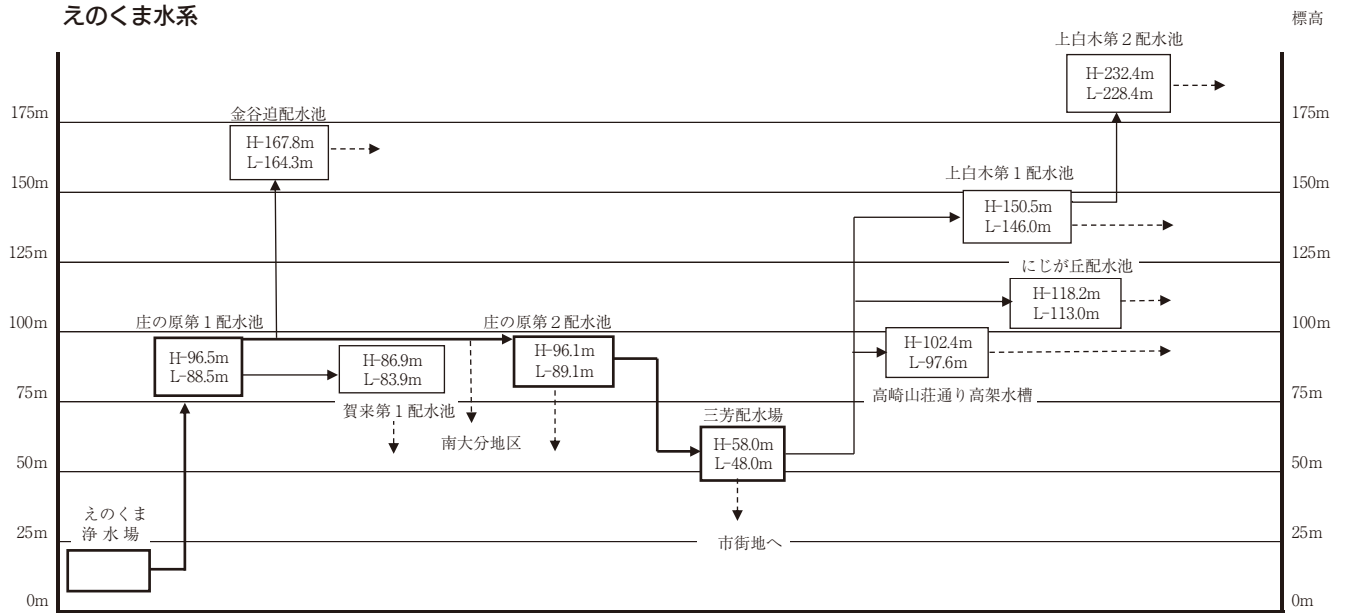 えのくま水系
標高
上白木第2配水池
H-232.4m
L-228.4m
175m
金谷迫配水池
175m
H-167.8m
L-164.3m
上白木第1配水池
150m
150m
H-150.5m
L-146.0m
125m
125m
にじが丘配水池
H-118.2m
L-113.0m
100m
庄の原第1配水池
庄の原第2配水池
100m
H-96.5m
L-88.5m
H-86.9m
L-83.9m
H-96.1m
L-89.1m
H-102.4m
L-97.6m
75m
75m
高崎山荘通り高架水槽
賀来第1配水池
三芳配水場
南大分地区
H-58.0m
L-48.0m
50m
50m
えのくま
浄水場
25m
25m
市街地へ
0m
0m